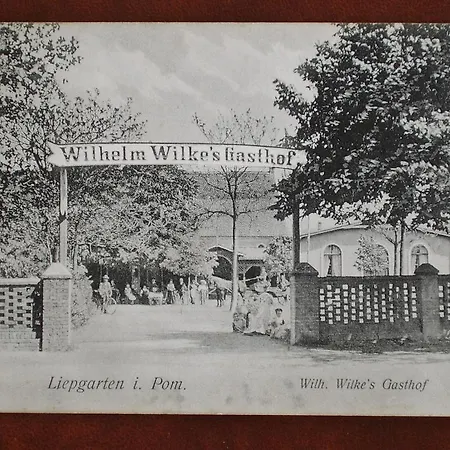 Wilhelm Wilke's Gasthof
Liepgarten i. Pom.
Wilh. Wilke's Gasthof